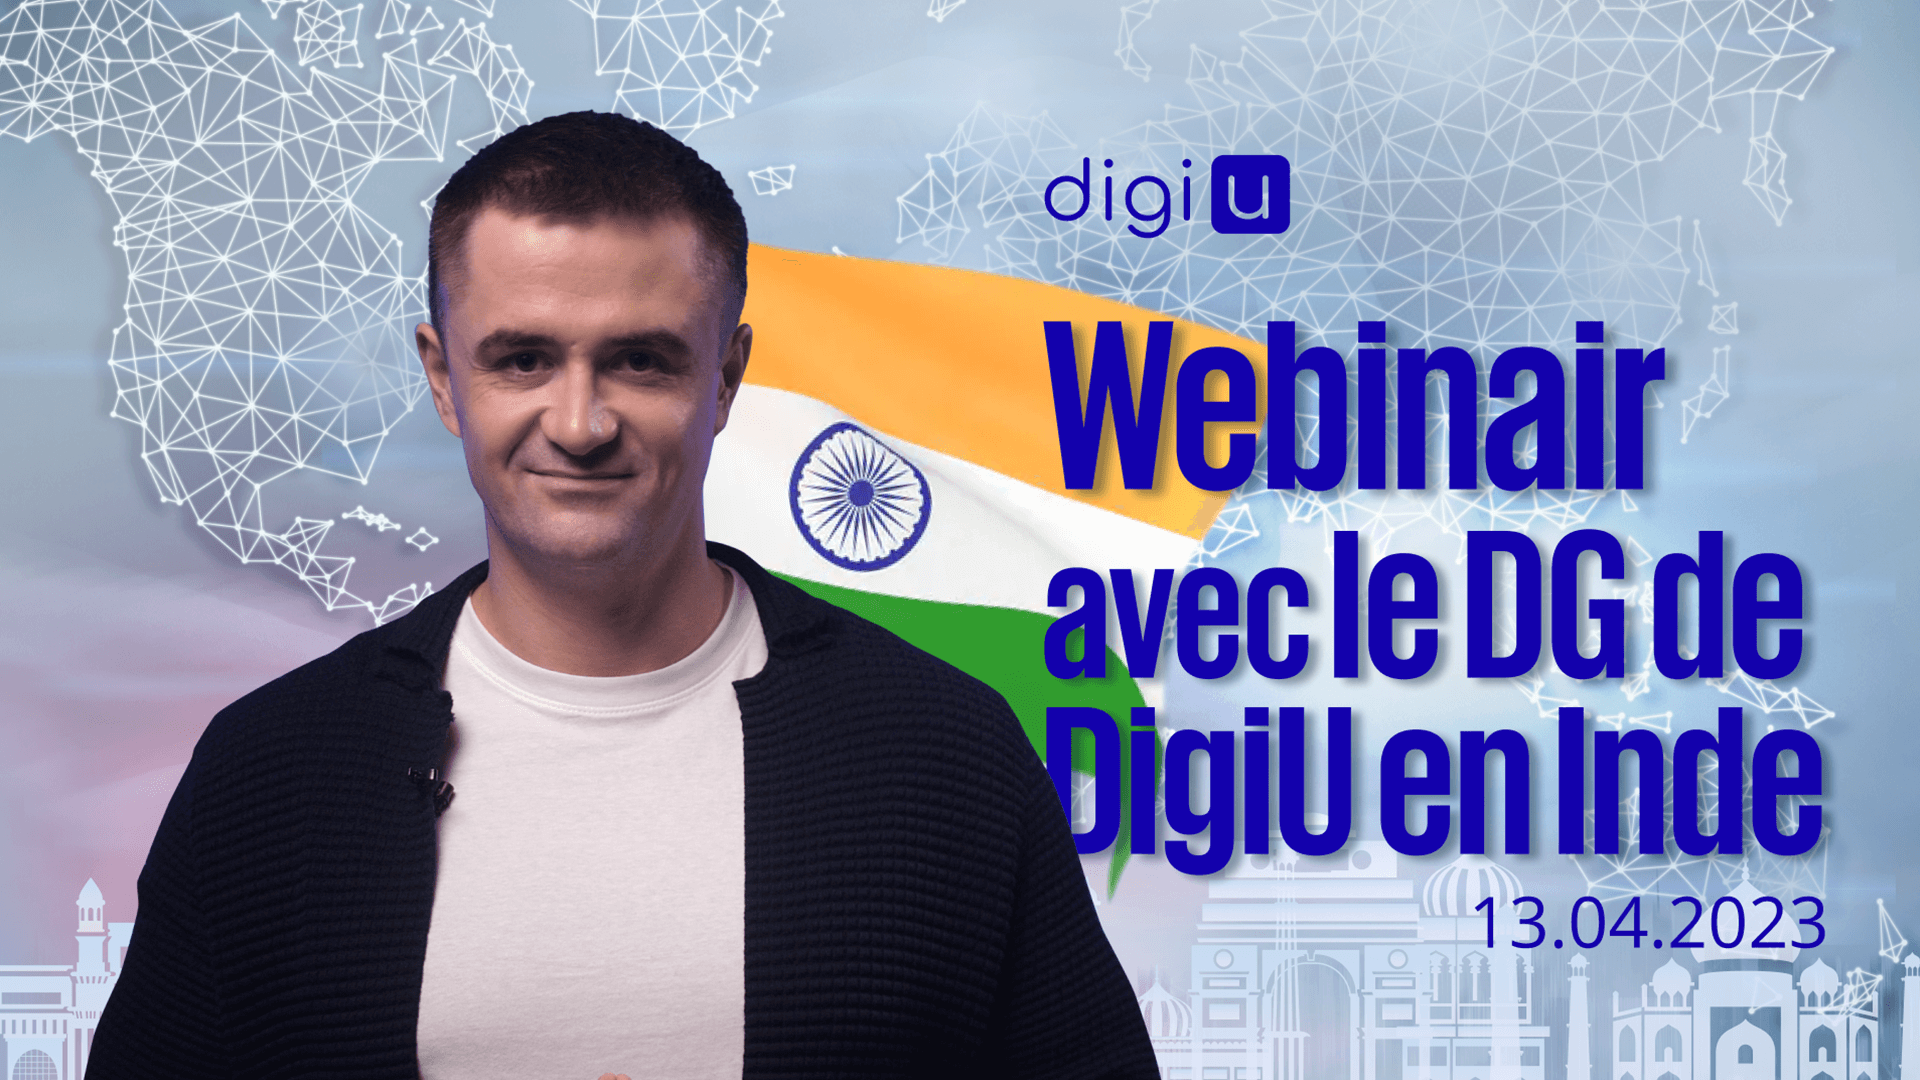 digi u
Webinair
avec le DG de
DigiU en Inde
13.04.2023